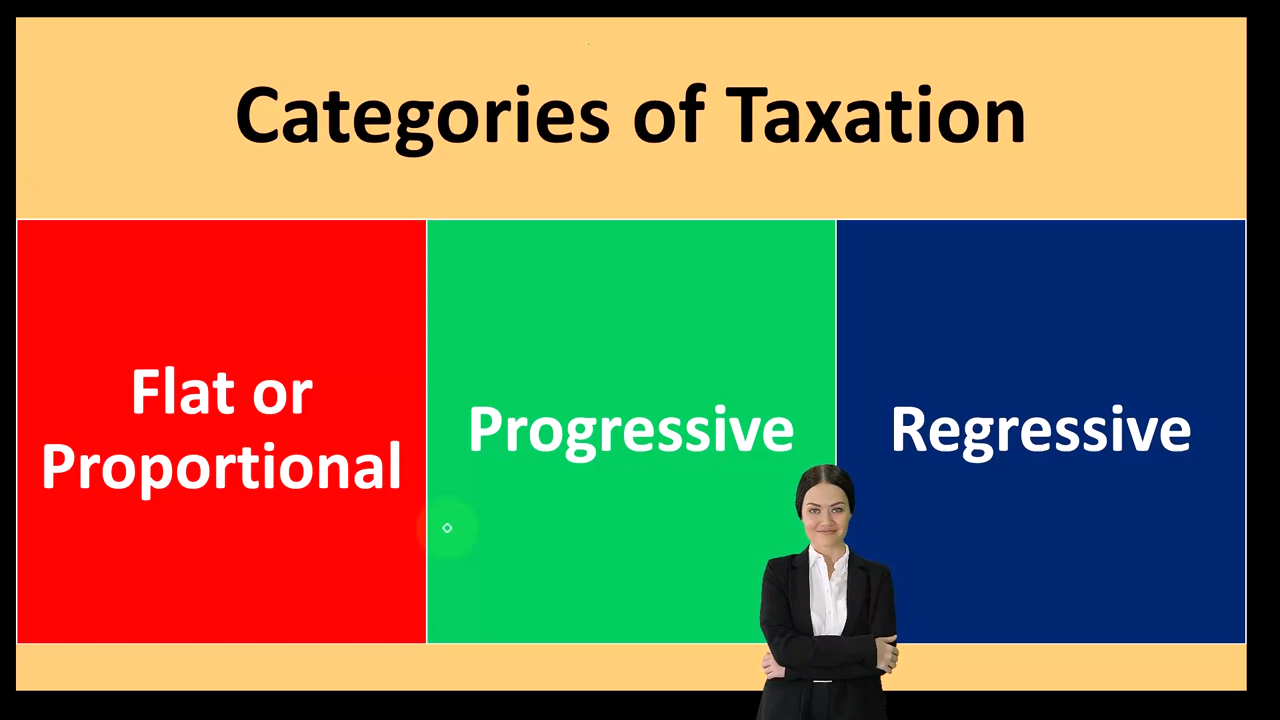 Categories of Taxation
Flat or
Proportional
Progressive
Regressive